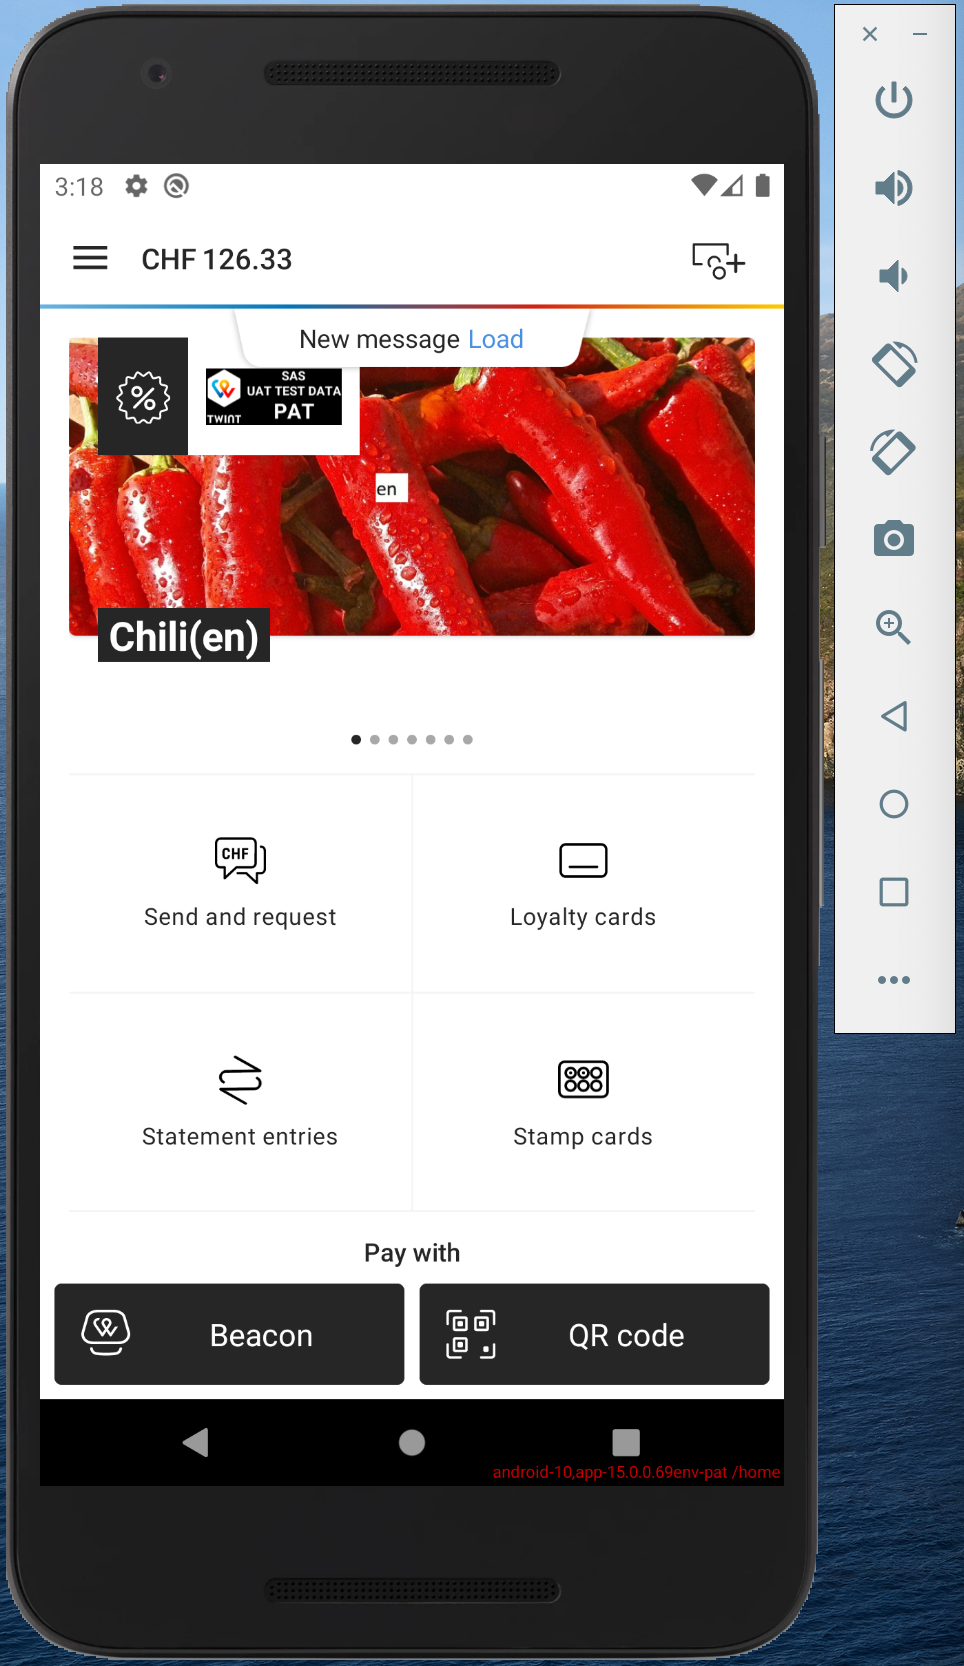 3:18
CHF 126.33
New message Load
SAS
UAT TEST DATA
PAT
TWINT
en
Chili(en)
CHF
Send and request
Loyalty cards
Statement entries
Stamp cards
Pay with
Beacon
QR code
android-10,app-15.0.0.69env-pat /home